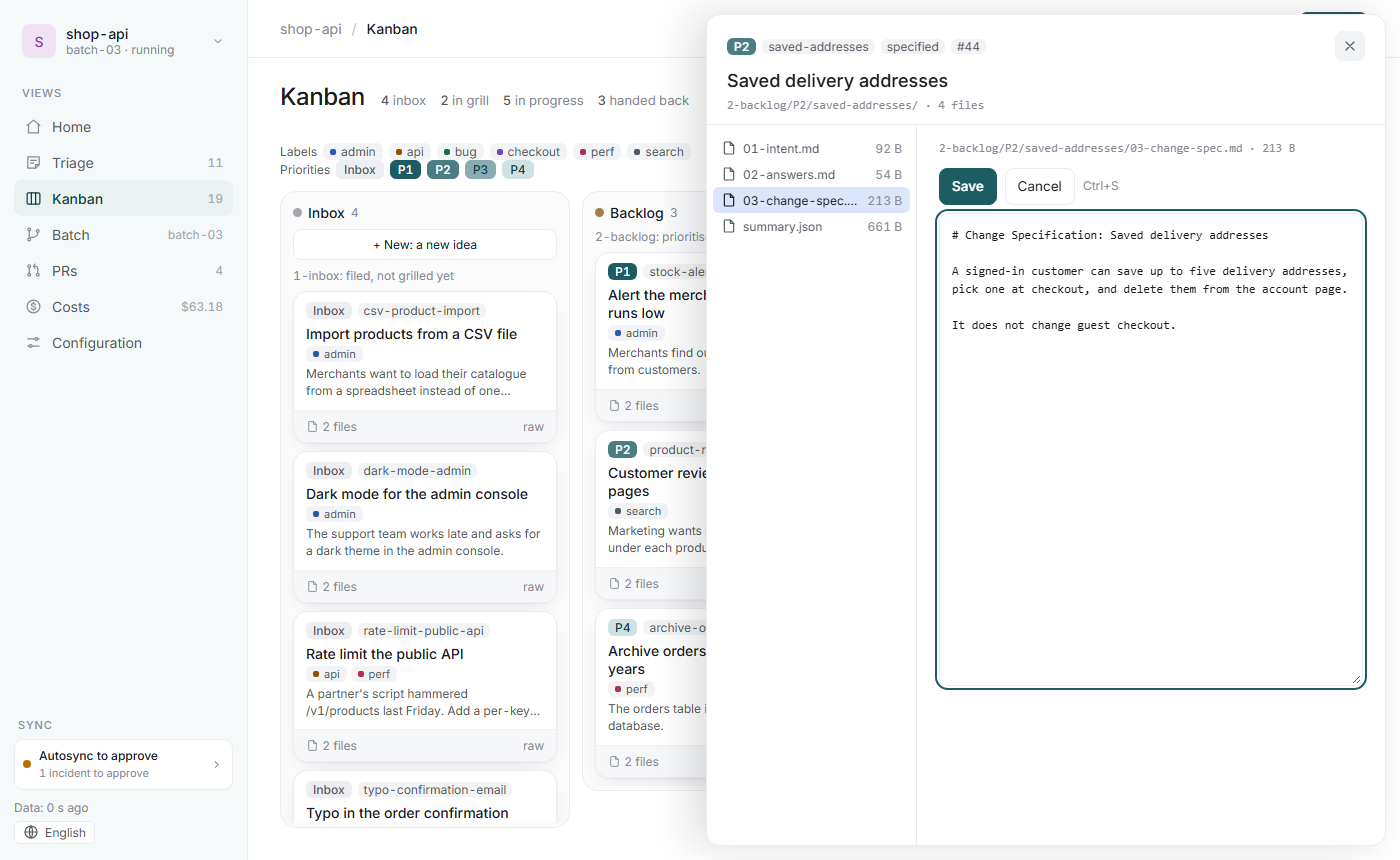 S
shop-api
batch-03 · running
VIEWS
Home
Triage 11
Kanban 19
Batch batch-03
PRs 4
Costs $63.18
Configuration
SYNC
Autosync to approve
1 incident to approve
Data: 0 s ago
English
shop-api / Kanban
Kanban 4 inbox 2 in grill 5 in progress 3 handed back
Labels admin api bug checkout perf search
Priorities Inbox P1 P2 P3 P4
Inbox 4
+ New: a new idea
1-inbox: filed, not grilled yet
Inbox csv-product-import
Import products from a CSV file
admin
Merchants want to load their catalogue
from a spreadsheet instead of one...
2 files raw
Inbox dark-mode-admin
Dark mode for the admin console
admin
The support team works late and asks for
a dark theme in the admin console.
2 files raw
Inbox rate-limit-public-api
Rate limit the public API
api perf
A partner's script hammered
/v1/products last Friday. Add a per-key...
2 files raw
Inbox typo-confirmation-email
Typo in the order confirmation
Backlog 3
2-backlog:
P1
Alert the
runs low
admin
Merchants find
from customers.
2 files
P2
Customer
pages
search
Marketing wants
under each
2 files
P4
Archive orders
years
perf
The orders table
database.
2 files
P2 saved-addresses specified #44
Saved delivery addresses
2-backlog/P2/saved-addresses/ · 4 files
01-intent.md 92 B
02-answers.md 54 B
03-change-spec.... 213 B
summary.json 661 B
2-backlog/P2/saved-addresses/03-change-spec.md · 213 B
Save Cancel Ctrl+S
# Change Specification: Saved delivery addresses
A signed-in customer can save up to five delivery addresses,
pick one at checkout, and delete them from the account page.
It does not change guest checkout.